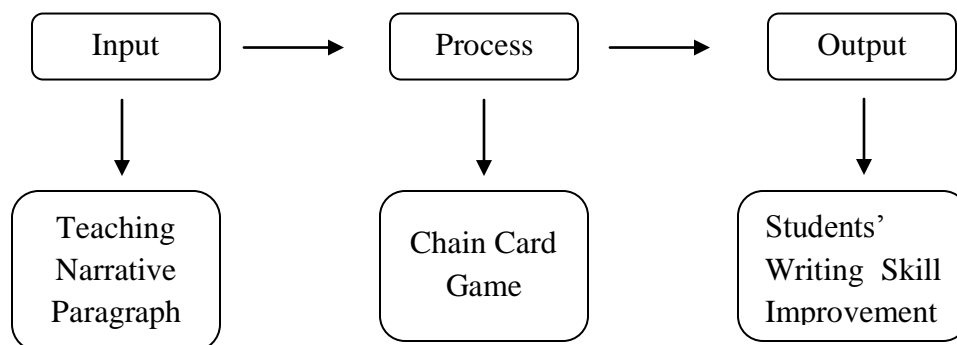 Input
Process
Output
Teaching
Narrative
Paragraph
Chain Card
Game
Students’
Writing Skill
Improvement